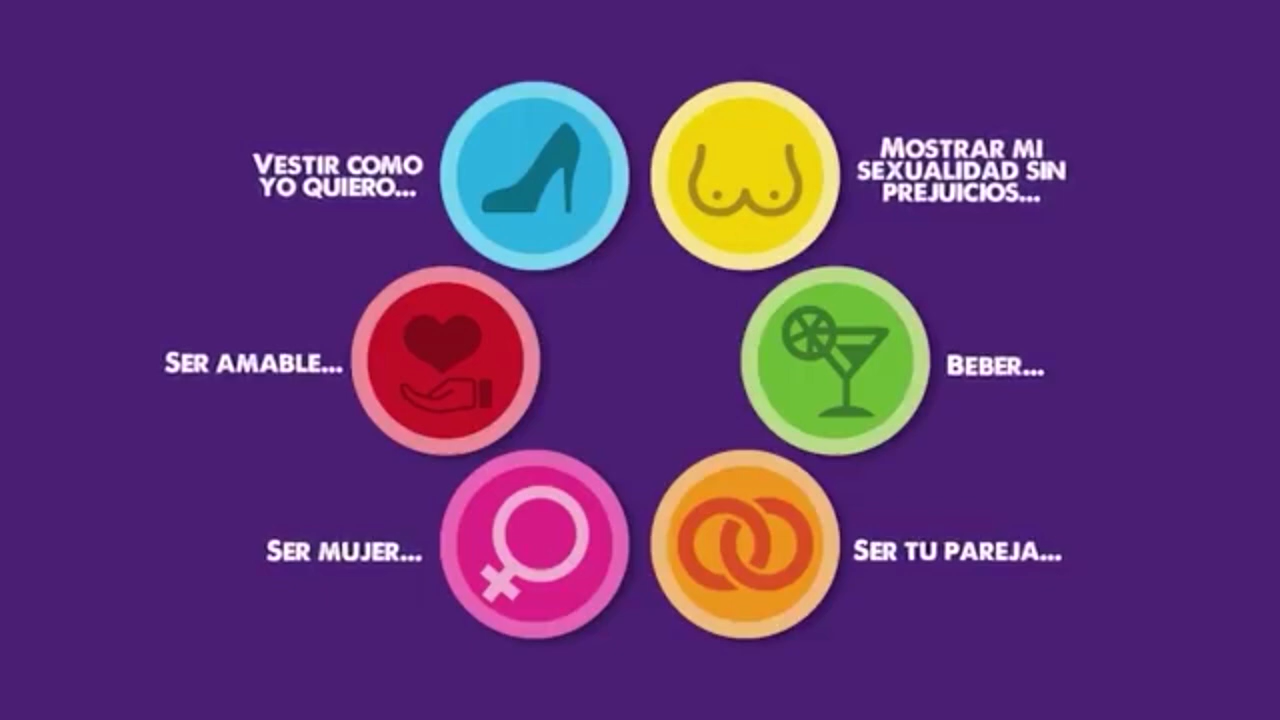 Vestir como
yo quiero...
Mostrar mi
sexualidad sin
prejuicios...
Ser amable...
Beber...
Ser mujer...
Ser tu pareja...